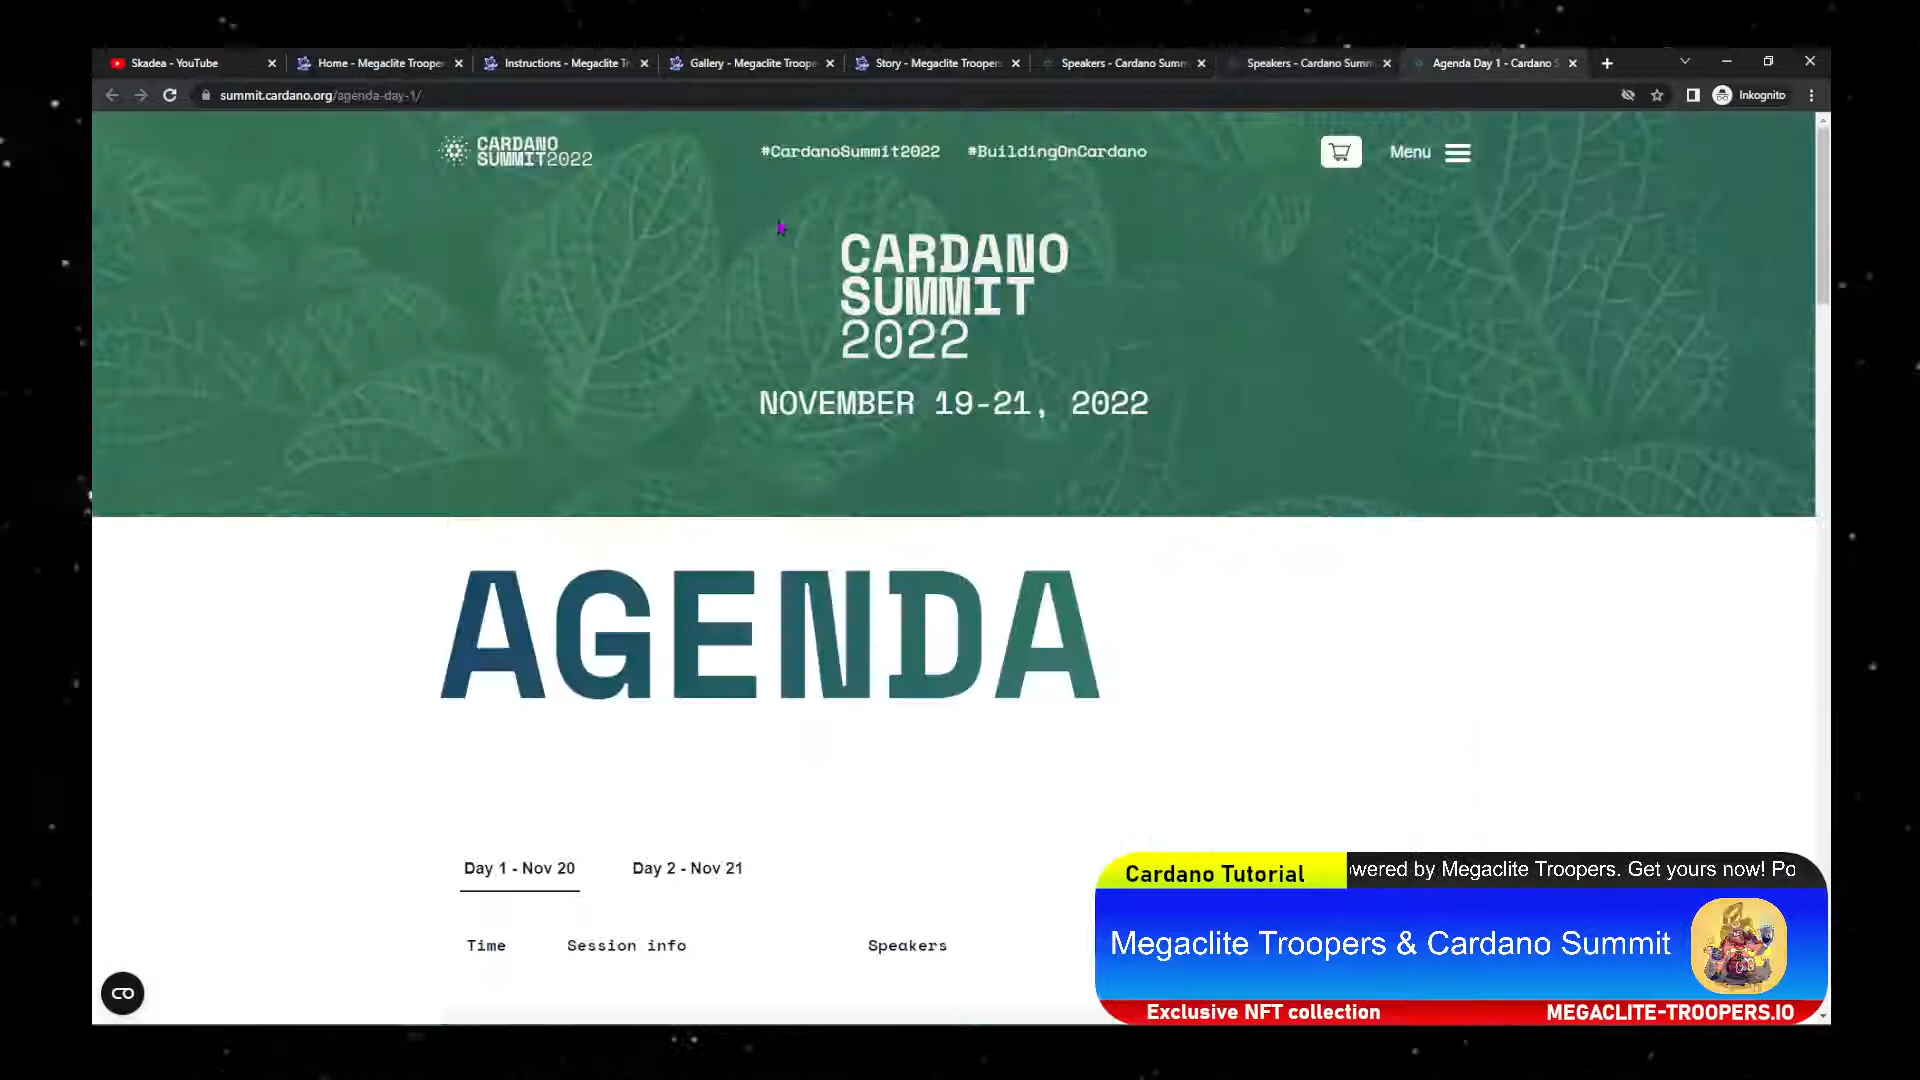 Skadea - YouTube
Home - Megaclite Trooper
Instructions - Megaclite Tr
Gallery - Megaclite Troope
Story - Megaclite Troopers
Speakers - Cardano Summ
Speakers - Cardano Summ
Agenda Day 1 - Cardano S
summit.cardano.org/agenda-day-1/
Inkognito
CARDANO
SUMMIT2022
#CardanoSummit2022
#BuildingOnCardano
Menu
CARDANO
SUMMIT
2022
NOVEMBER 19-21, 2022
AGENDA
Day 1 - Nov 20
Day 2 - Nov 21
Time
Session info
Speakers
Cardano Tutorial
wered by Megaclite Troopers. Get yours now! Po
Megaclite Troopers & Cardano Summit
Exclusive NFT collection
MEGACLITE-TROOPERS.IO